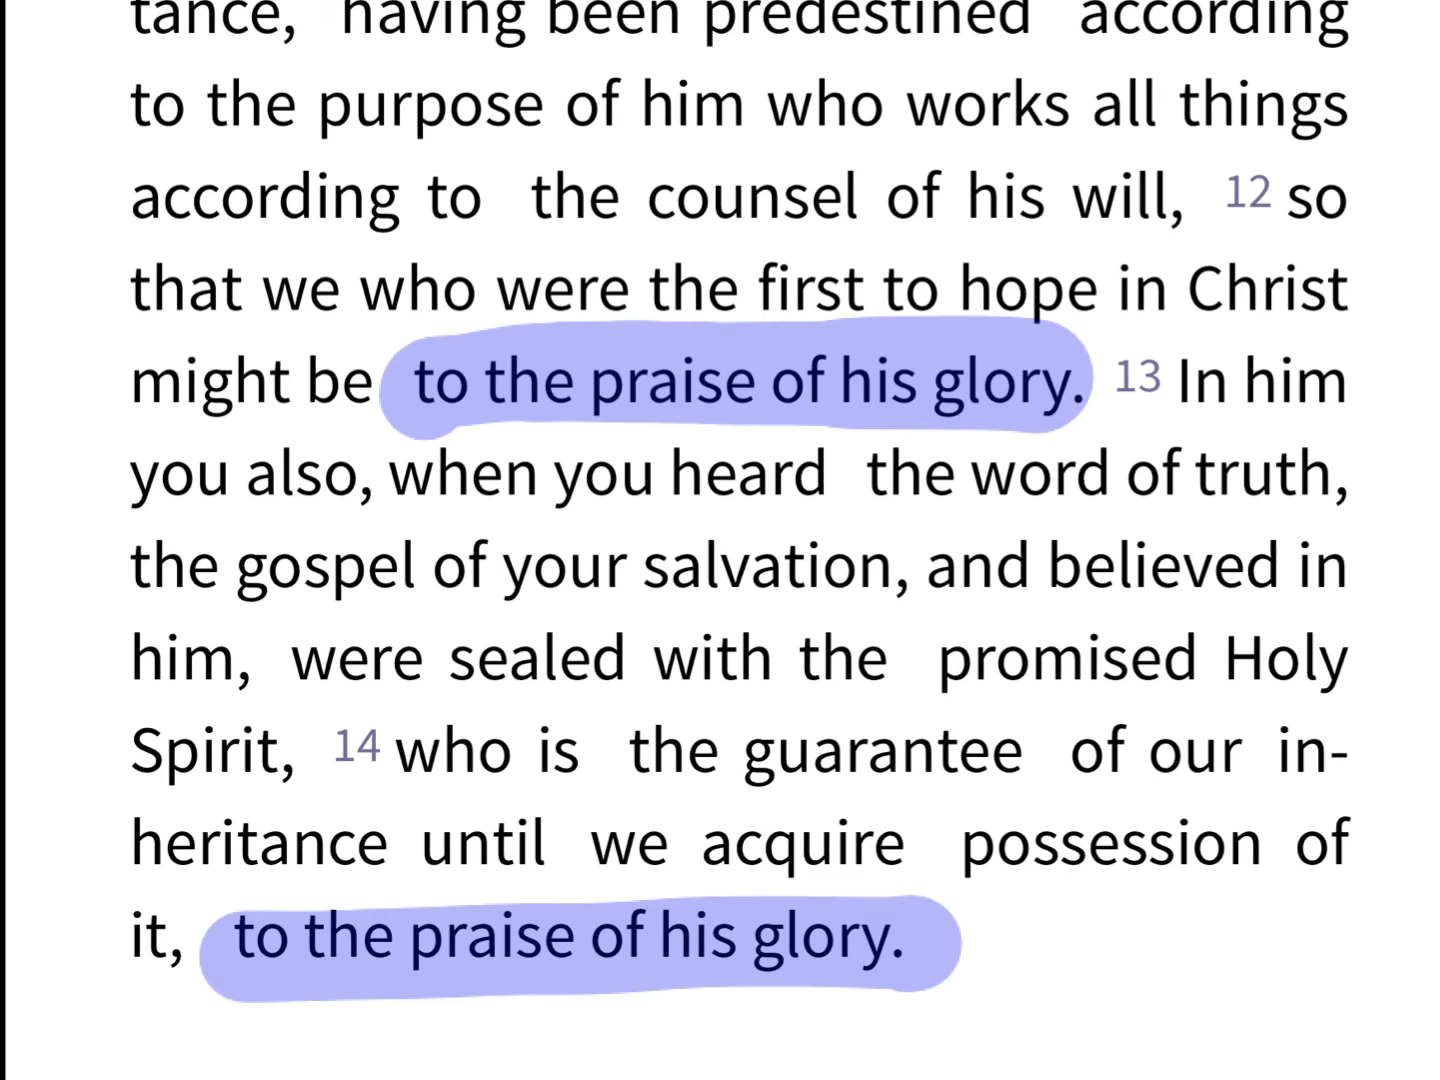 tance, having been predestined according
to the purpose of him who works all things
according to the counsel of his will, 12 so
that we who were the first to hope in Christ
might be to the praise of his glory. 13 In him
you also, when you heard the word of truth,
the gospel of your salvation, and believed in
him, were sealed with the promised Holy
Spirit, 14 who is the guarantee of our in-
heritance until we acquire possession of
it, to the praise of his glory.